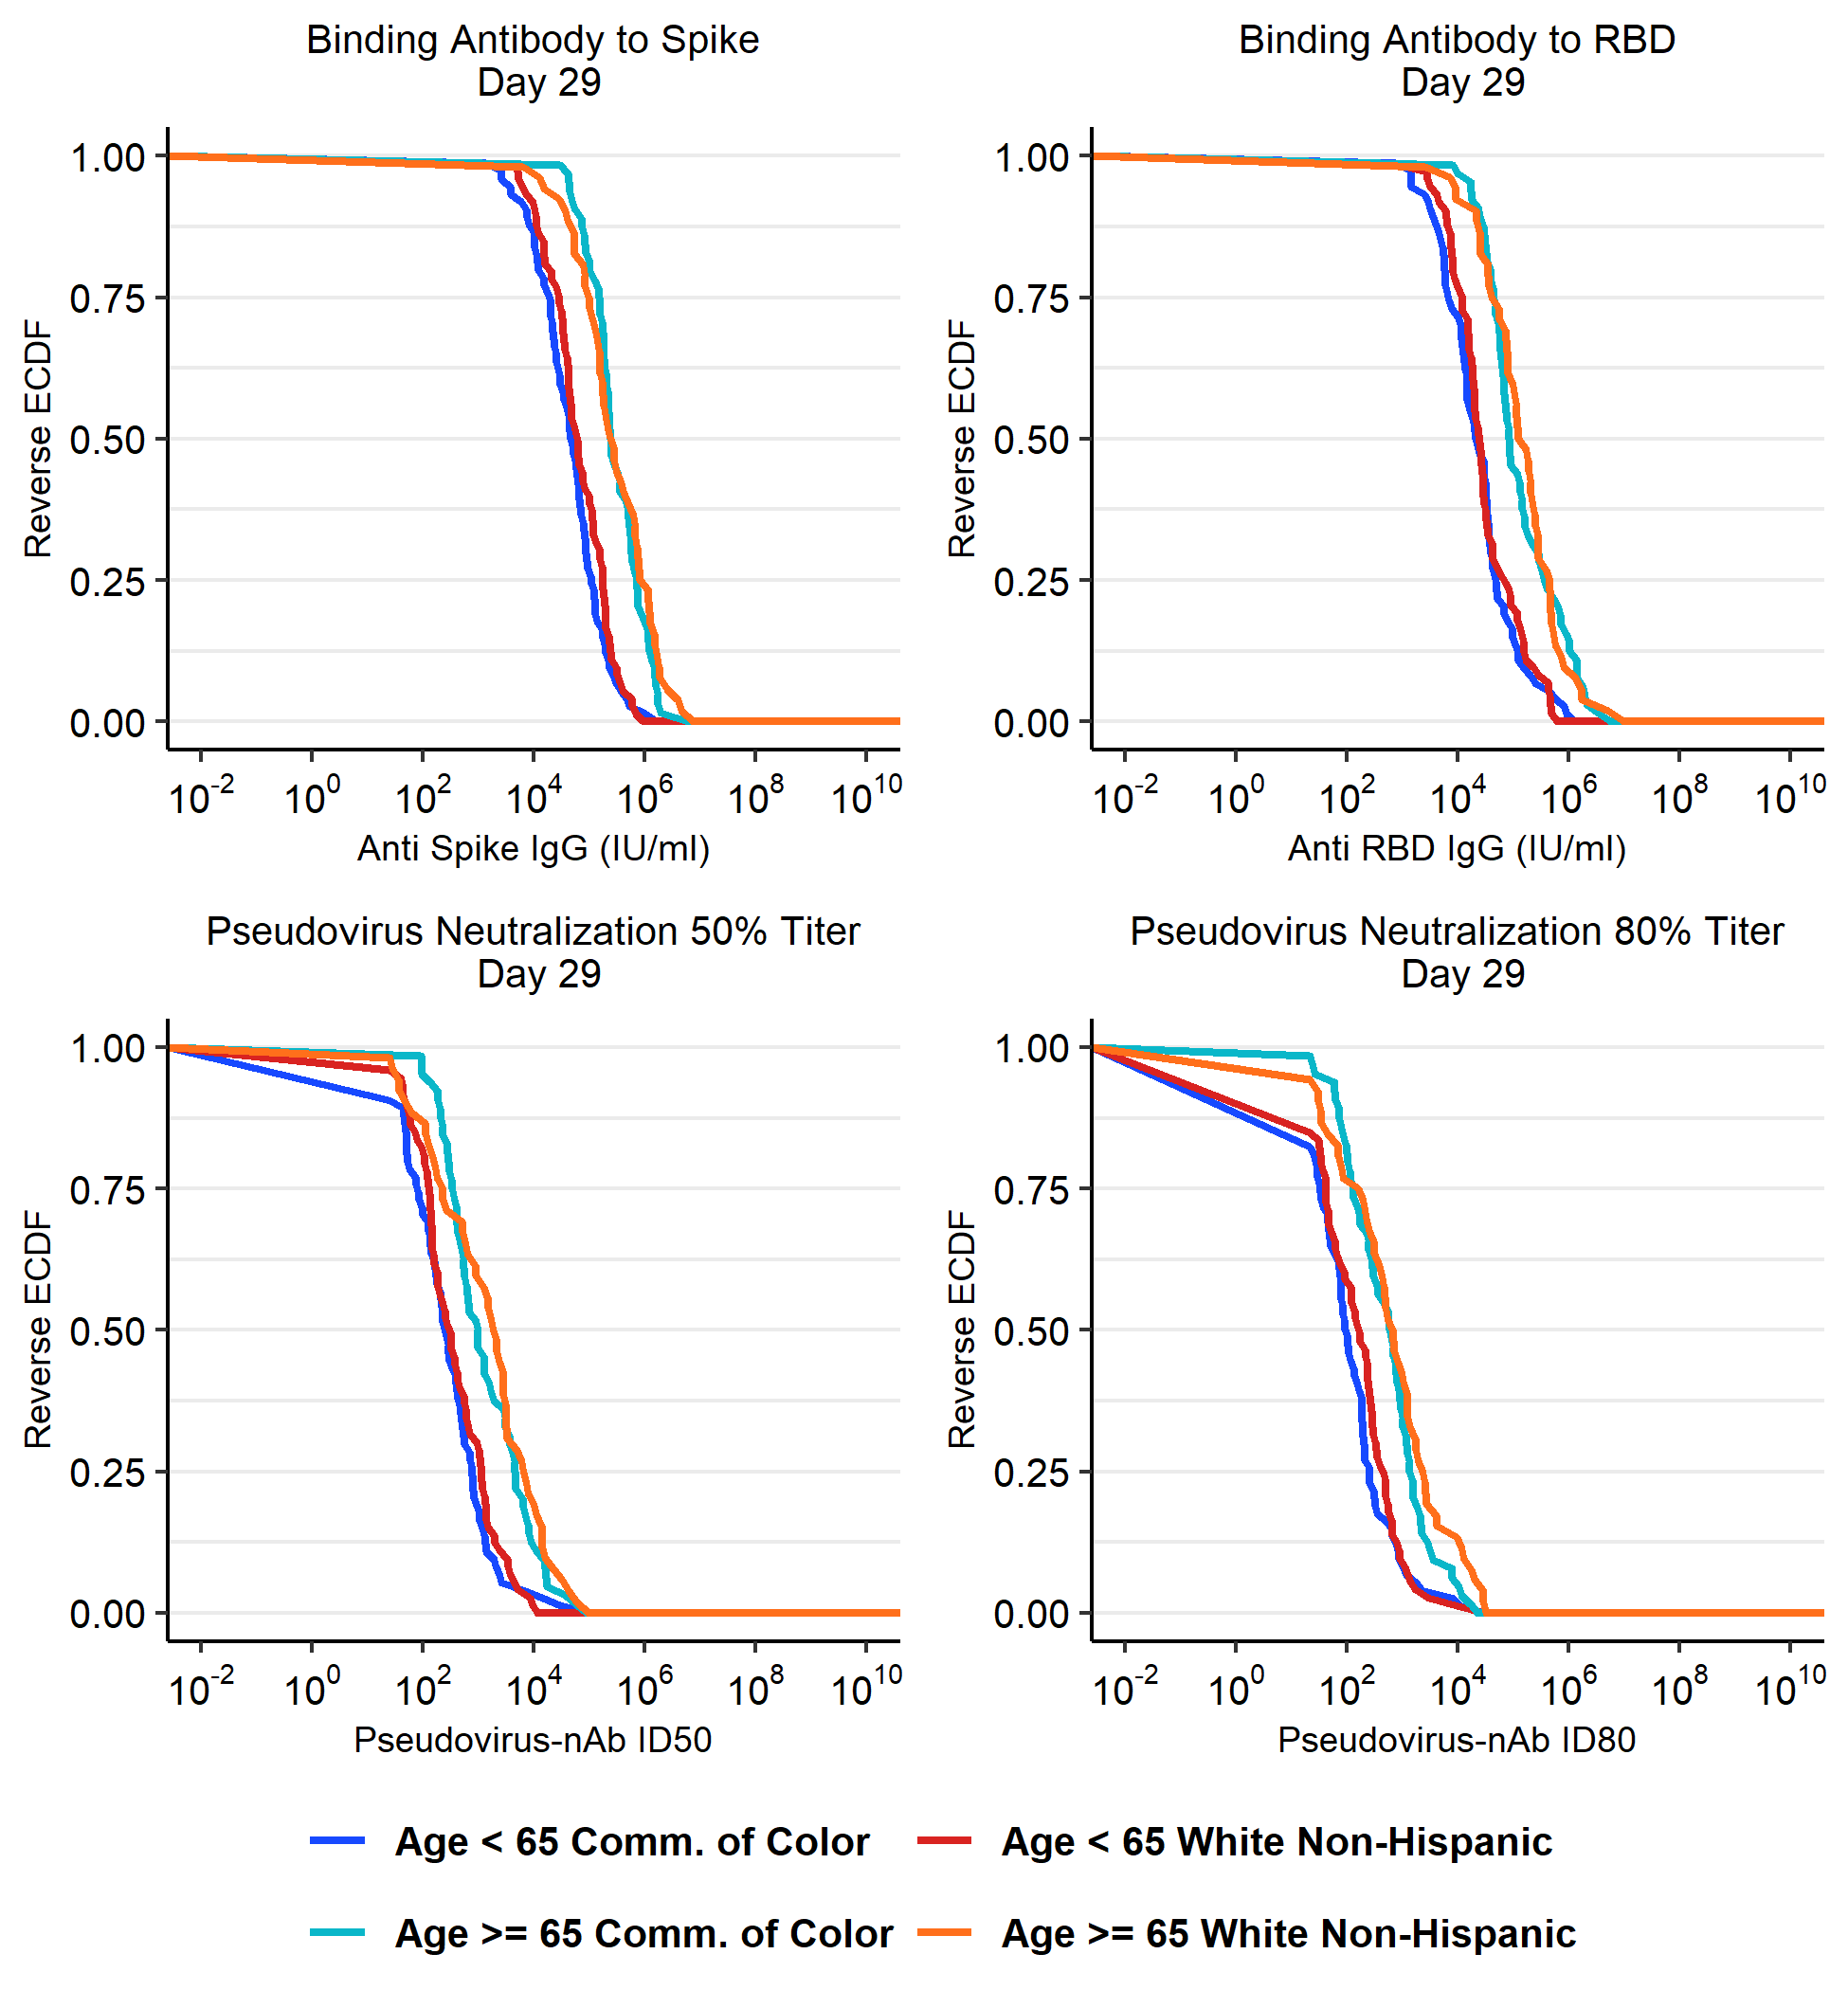 Binding Antibody to Spike
Day 29
Reverse ECDF
1.00
0.75
0.50
0.25
0.00
10^-2 10^0 10^2 10^4 10^6 10^8 10^10
Anti Spike IgG (IU/ml)
Binding Antibody to RBD
Day 29
Reverse ECDF
1.00
0.75
0.50
0.25
0.00
10^-2 10^0 10^2 10^4 10^6 10^8 10^10
Anti RBD IgG (IU/ml)
Pseudovirus Neutralization 50% Titer
Day 29
Reverse ECDF
1.00
0.75
0.50
0.25
0.00
10^-2 10^0 10^2 10^4 10^6 10^8 10^10
Pseudovirus-nAb ID50
Pseudovirus Neutralization 80% Titer
Day 29
Reverse ECDF
1.00
0.75
0.50
0.25
0.00
10^-2 10^0 10^2 10^4 10^6 10^8 10^10
Pseudovirus-nAb ID80
Age < 65 Comm. of Color
Age < 65 White Non-Hispanic
Age >= 65 Comm. of Color
Age >= 65 White Non-Hispanic